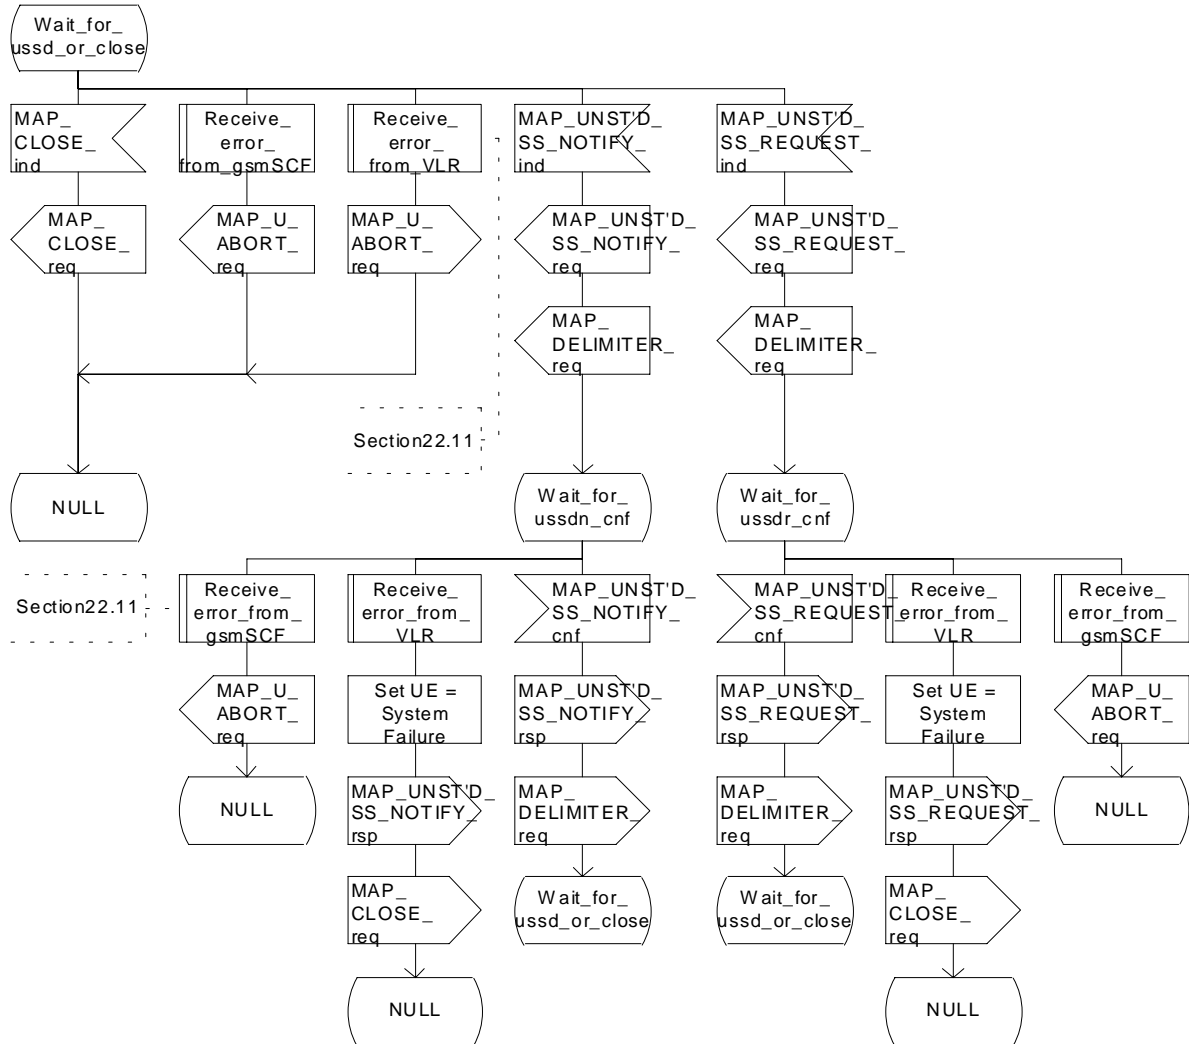 Wait_for_
ussd_or_close
MAP_
CLOSE_
ind
Receive_
error_
from_gsmSCF
Receive_
error_
from_VLR
MAP_UNST'D_
SS_NOTIFY_
ind
MAP_UNST'D_
SS_REQUEST_
ind
MAP_
CLOSE_
req
MAP_U_
ABORT_
req
MAP_U_
ABORT_
req
MAP_UNST'D_
SS_NOTIFY_
req
MAP_UNST'D_
SS_REQUEST_
req
MAP_
DELIMITER_
req
MAP_
DELIMITER_
req
Section22.11
NULL
Wait_for_
ussdn_cnf
Wait_for_
ussdr_cnf
Section22.11
Receive_
error_from_
gsmSCF
Receive_
error_from_
VLR
MAP_UNST'D_
SS_NOTIFY_
cnf
MAP_UNST'D_
SS_REQUEST_
cnf
Receive_
error_from_
VLR
Receive_
error_from_
gsmSCF
MAP_U_
ABORT_
req
Set UE =
System
Failure
MAP_UNST'D_
SS_NOTIFY_
rsp
MAP_UNST'D_
SS_REQUEST_
rsp
Set UE =
System
Failure
MAP_U_
ABORT_
req
NULL
MAP_UNST'D_
SS_NOTIFY_
rsp
MAP_
DELIMITER_
req
MAP_
DELIMITER_
req
MAP_UNST'D_
SS_REQUEST_
rsp
NULL
MAP_
CLOSE_
req
Wait_for_
ussd_or_close
Wait_for_
ussd_or_close
MAP_
CLOSE_
req
NULL
NULL